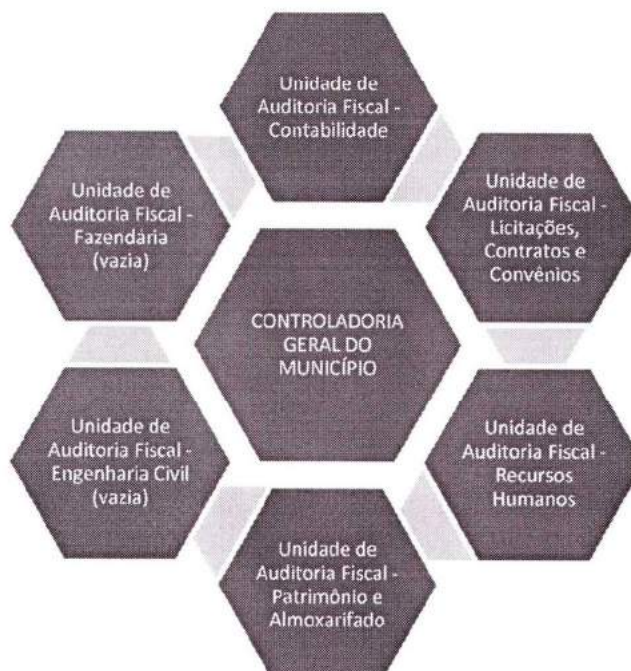 Unidade de
Auditoria Fiscal -
Contabilidade
Unidade de
Auditoria Fiscal -
Licitações,
Contratos e
Convênios
Unidade de
Auditoria Fiscal -
Recursos
Humanos
Unidade de
Auditoria Fiscal -
Patrimônio e
Almoxarifado
Unidade de
Auditoria Fiscal -
Engenharia Civil
(vazia)
Unidade de
Auditoria Fiscal -
Fazendária
(vazia)
CONTROLADORIA
GERAL DO
MUNICÍPIO